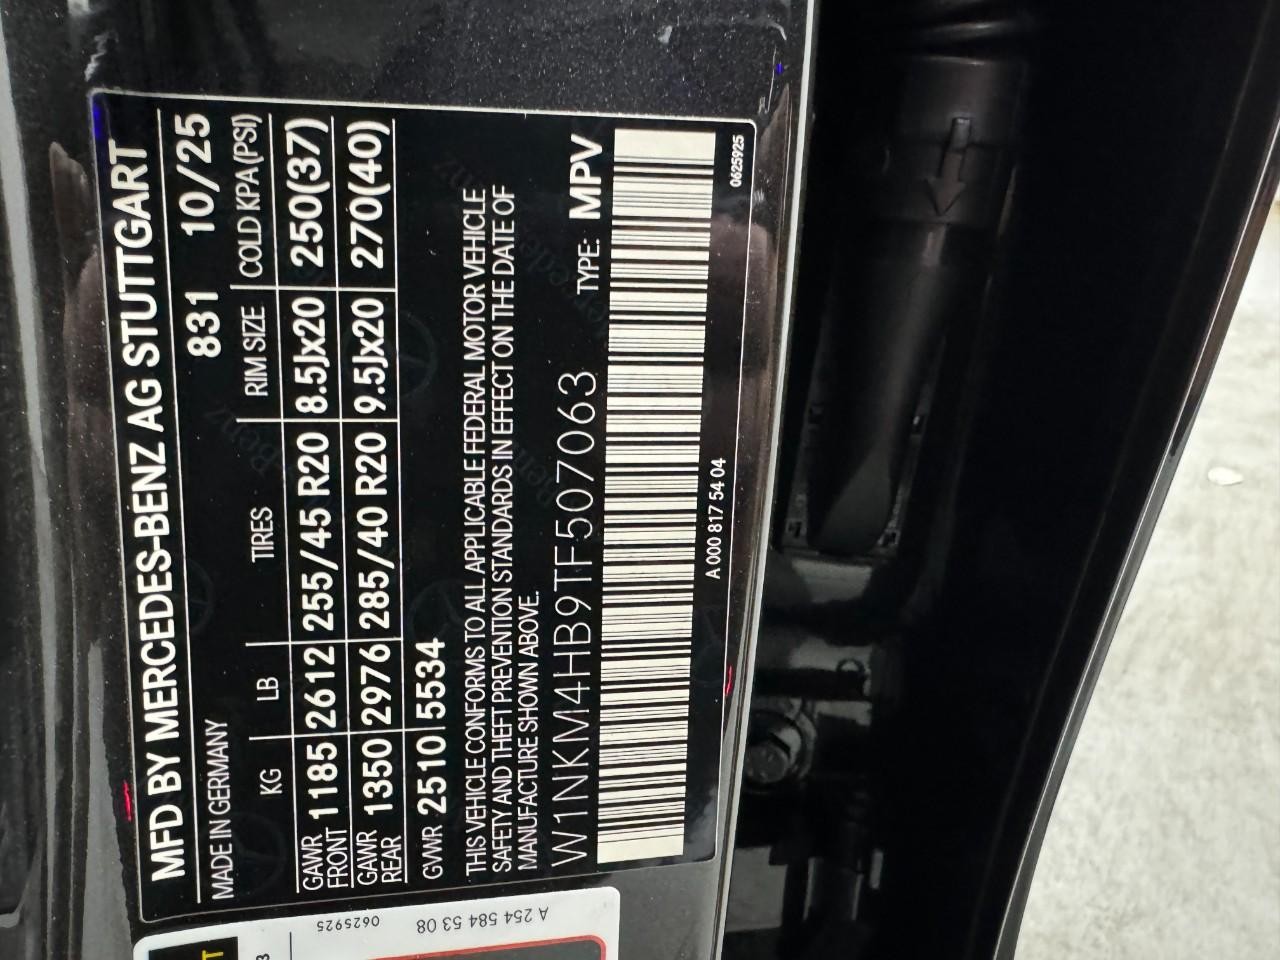 MFD BY MERCEDES-BENZ AG STUTTGART
MADE IN GERMANY 831 10/25
KG LB TIRES RIM SIZE COLD KPA(PSI)
GAWR FRONT 1185 2612 255/45 R20 8.5Jx20 250(37)
GAWR REAR 1350 2976 285/40 R20 9.5Jx20 270(40)
GVWR 2510 5534
THIS VEHICLE CONFORMS TO ALL APPLICABLE FEDERAL MOTOR VEHICLE
SAFETY AND THEFT PREVENTION STANDARDS IN EFFECT ON THE DATE OF
MANUFACTURE SHOWN ABOVE.
W1NKM4HB9TF507063 TYPE: MPV
A 000 817 54 04 0625925
A 254 584 53 08 0625925